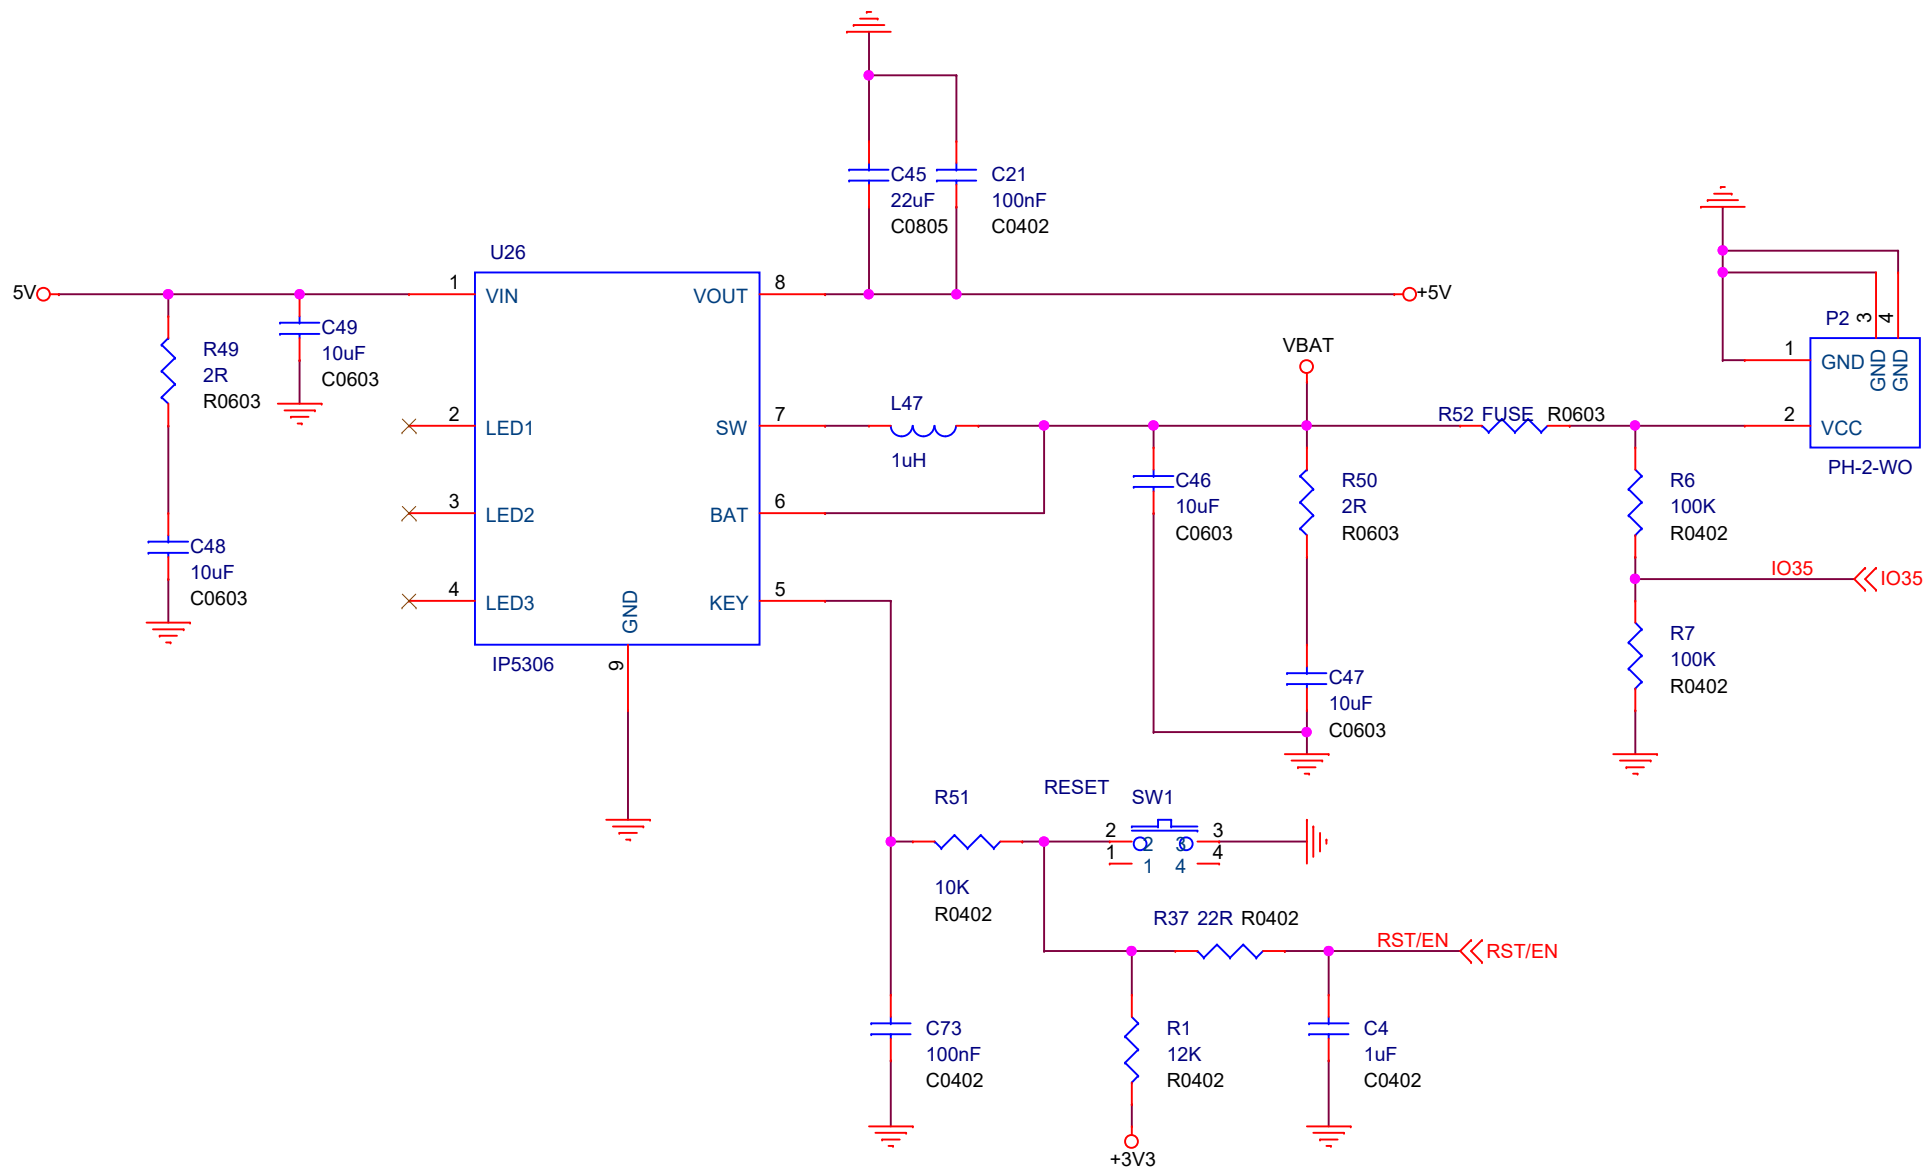 C45
22uF
C0805
C21
100nF
C0402
U26
5V
1
VIN
VOUT
8
+5V
C49
10uF
C0603
R49
2R
R0603
P2
3
4
1
GND
GND
GND
VBAT
L47
1uH
2
LED1
SW
7
R52 FUSE R0603
2
VCC
PH-2-WO
C46
10uF
C0603
R50
2R
R0603
R6
100K
R0402
3
LED2
BAT
6
C48
10uF
C0603
4
LED3
GND
KEY
5
IO35
IO35
IP5306
9
C47
10uF
C0603
R7
100K
R0402
R51
10K
R0402
RESET
SW1
2
1
2
3
1
4
3
4
R37 22R R0402
RST/EN
RST/EN
C73
100nF
C0402
R1
12K
R0402
C4
1uF
C0402
+3V3